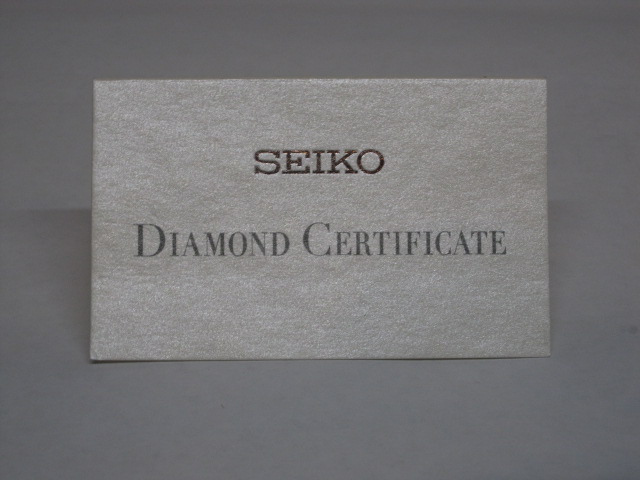 SEIKO
DIAMOND CERTIFICATE